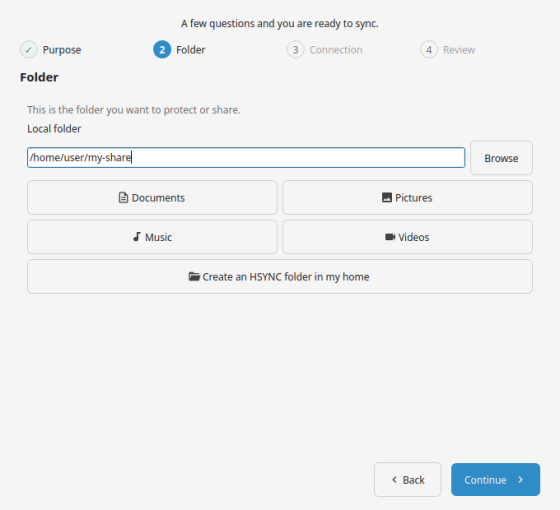 A few questions and you are ready to sync.
✓ Purpose 2 Folder 3 Connection 4 Review
Folder
This is the folder you want to protect or share.
Local folder
/home/user/my-share Browse
Documents Pictures
Music Videos
Create an HSYNC folder in my home
Back Continue